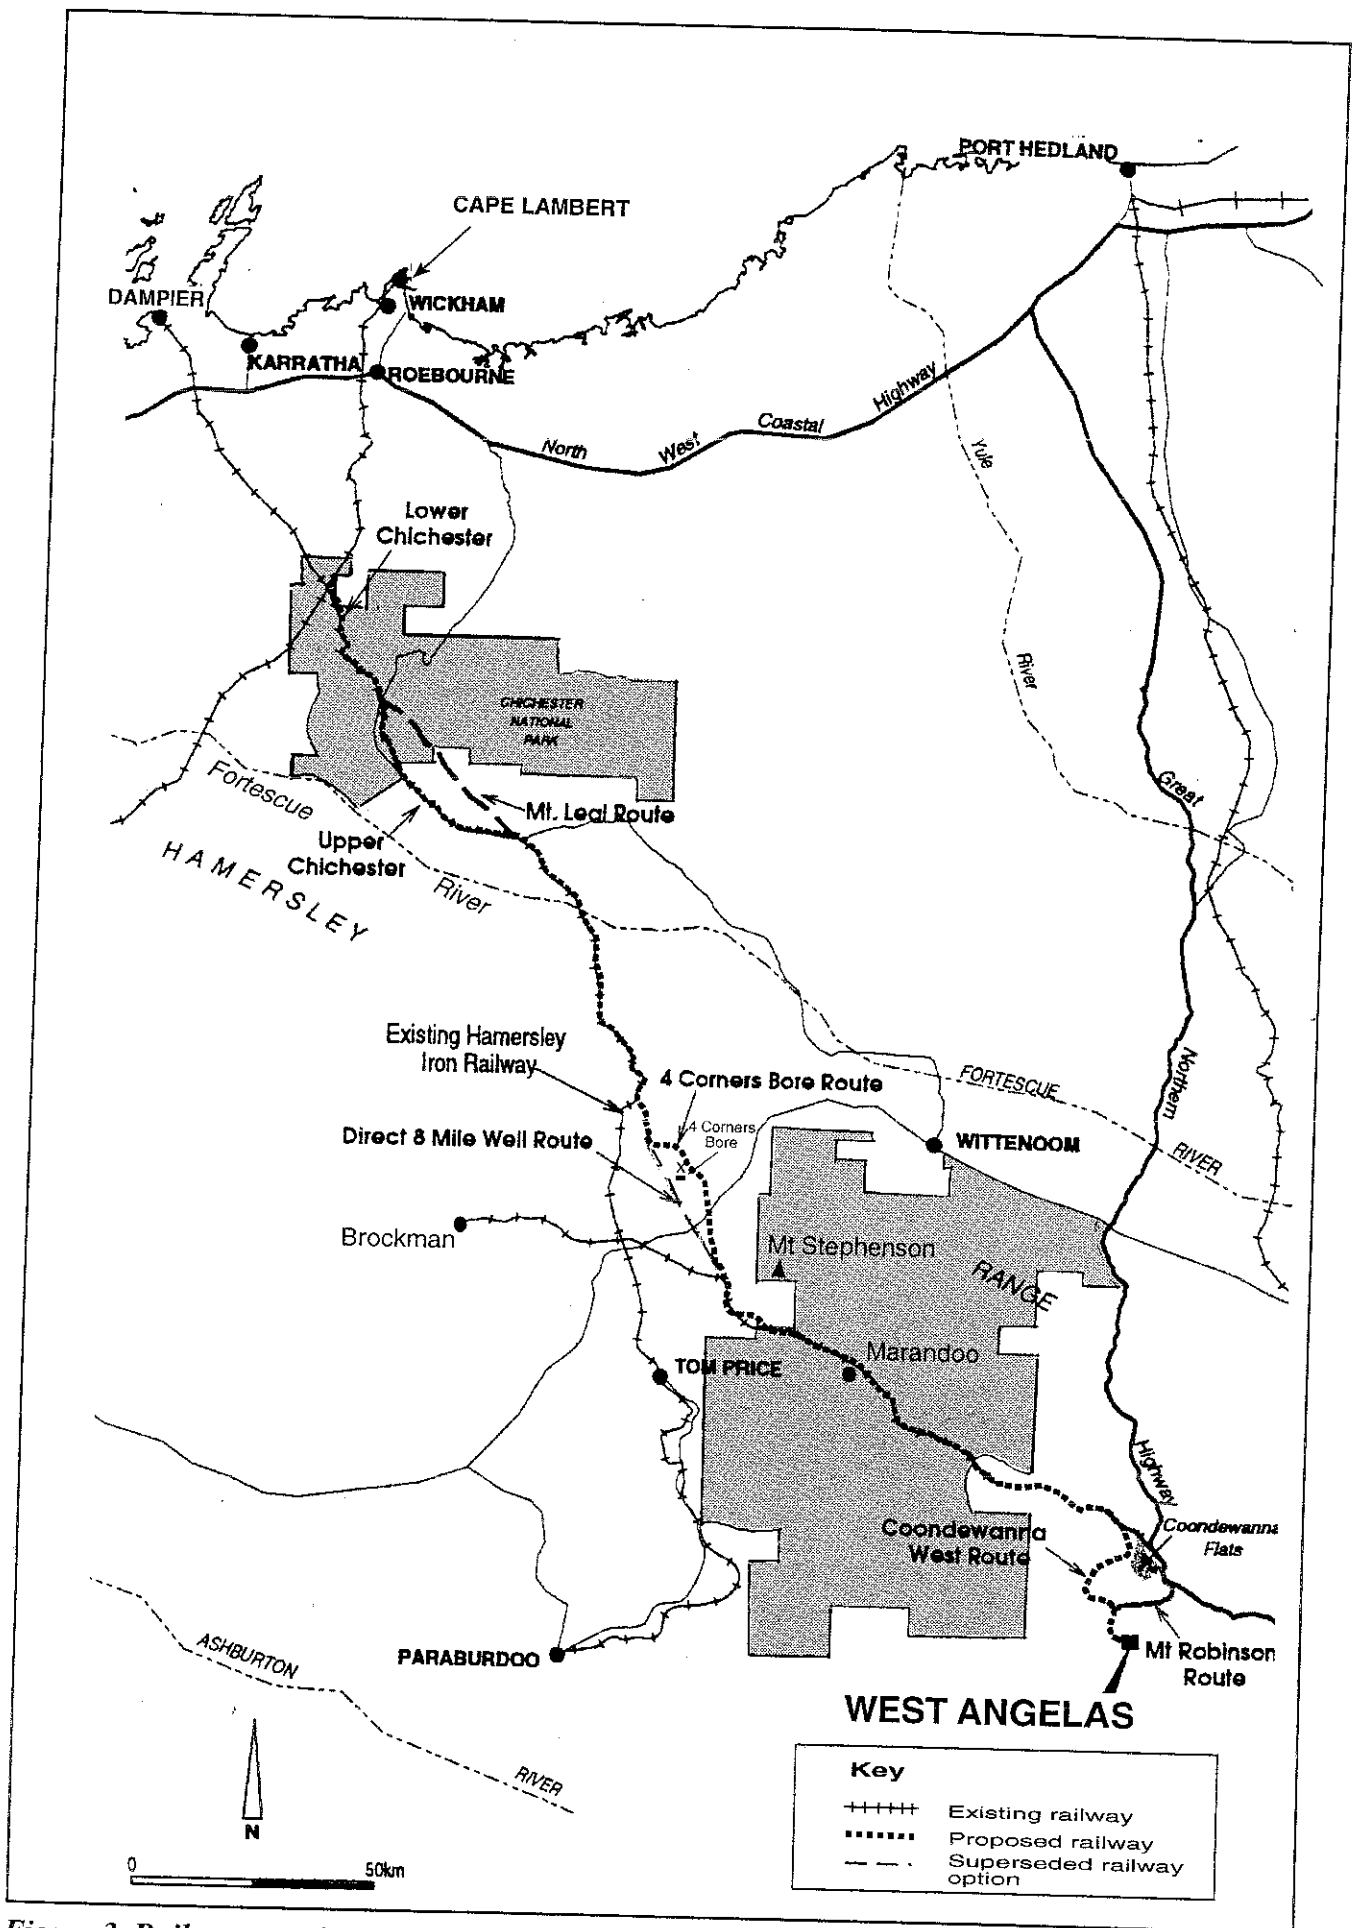 PORT HEDLAND
CAPE LAMBERT
DAMPIER
WICKHAM
KARRATHA
ROEBOURNE
North West Coastal Highway
Yule
River
Lower
Chichester
CHICHESTER
NATIONAL
PARK
Fortescue
River
Mt. Leal Route
Upper
Chichester
Great
Northern
Highway
HAMERSLEY
Existing Hamersley
Iron Railway
4 Corners Bore Route
4 Corners
Bore
X
Direct 8 Mile Well Route
FORTESCUE
RIVER
WITTENOOM
Brockman
Mt Stephenson
RANGE
Marandoo
TOM PRICE
Coondewanna
West Route
Coondewanna
Flats
PARABURDOO
Mt Robinson
Route
ASHBURTON
RIVER
WEST ANGELAS
Key
Existing railway
Proposed railway
Superseded railway
option
N
0 50km